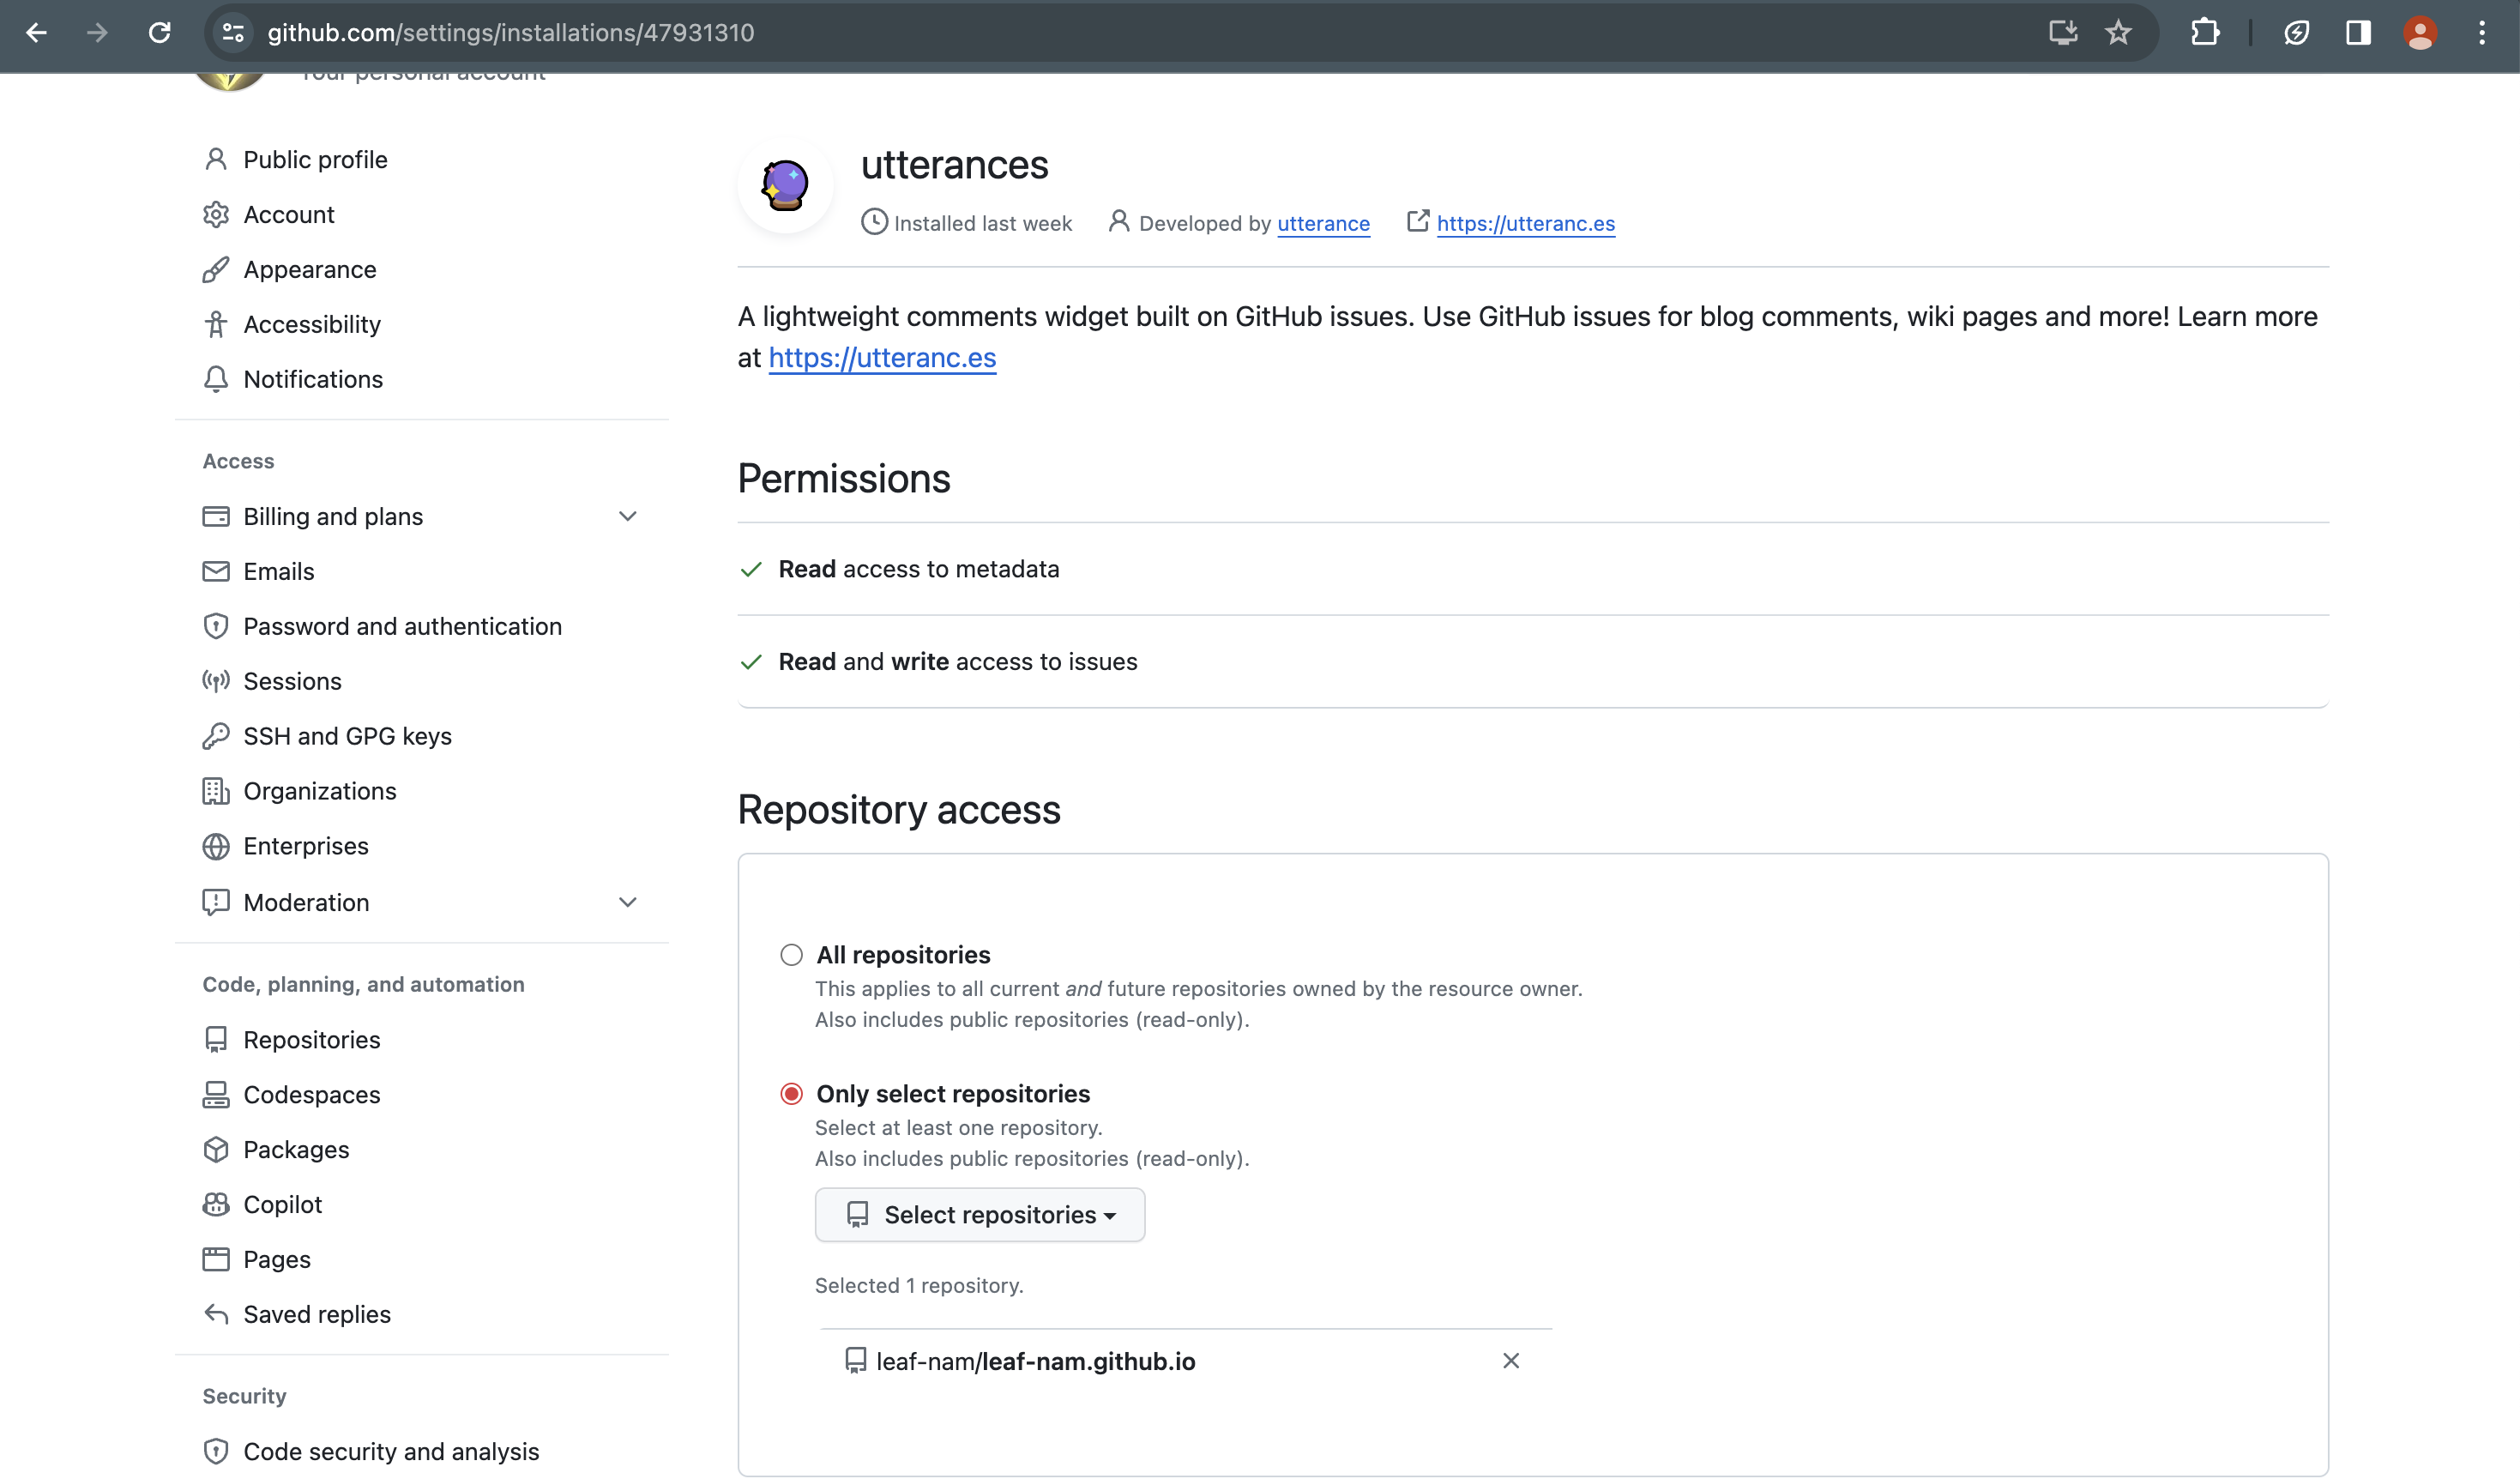 github.com/settings/installations/47931310
Your personal account
Public profile
Account
Appearance
Accessibility
Notifications
Access
Billing and plans
Emails
Password and authentication
Sessions
SSH and GPG keys
Organizations
Enterprises
Moderation
Code, planning, and automation
Repositories
Codespaces
Packages
Copilot
Pages
Saved replies
Security
Code security and analysis
utterances
Installed last week Developed by utterance https://utteranc.es
A lightweight comments widget built on GitHub issues. Use GitHub issues for blog comments, wiki pages and more! Learn more
at https://utteranc.es
Permissions
Read access to metadata
Read and write access to issues
Repository access
All repositories
This applies to all current and future repositories owned by the resource owner.
Also includes public repositories (read-only).
Only select repositories
Select at least one repository.
Also includes public repositories (read-only).
Select repositories
Selected 1 repository.
leaf-nam/leaf-nam.github.io